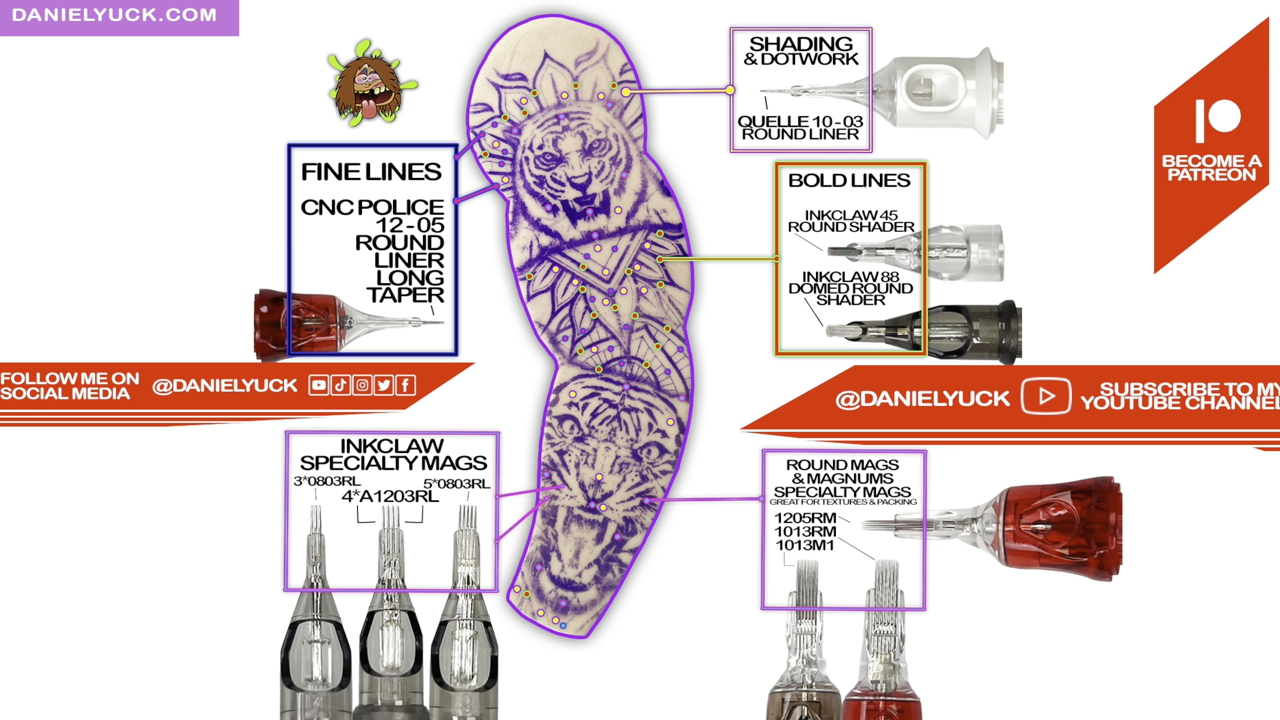 DANIELYUCK.COM
SHADING
& DOTWORK
QUELLE 10-03
ROUND LINER
BECOME A
PATREON
FINE LINES
CNC POLICE
12-05
ROUND
LINER
LONG
TAPER
BOLD LINES
INKCLAW 45
ROUND SHADER
INKCLAW 88
DOMED ROUND
SHADER
FOLLOW ME ON
SOCIAL MEDIA
@DANIELYUCK
@DANIELYUCK
SUBSCRIBE TO MY
YOUTUBE CHANNEL
INKCLAW
SPECIALTY MAGS
3*0803RL
4*A1203RL
5*0803RL
ROUND MAGS
& MAGNUMS
SPECIALTY MAGS
GREAT FOR TEXTURES & PACKING
1205RM
1013RM
1013M1